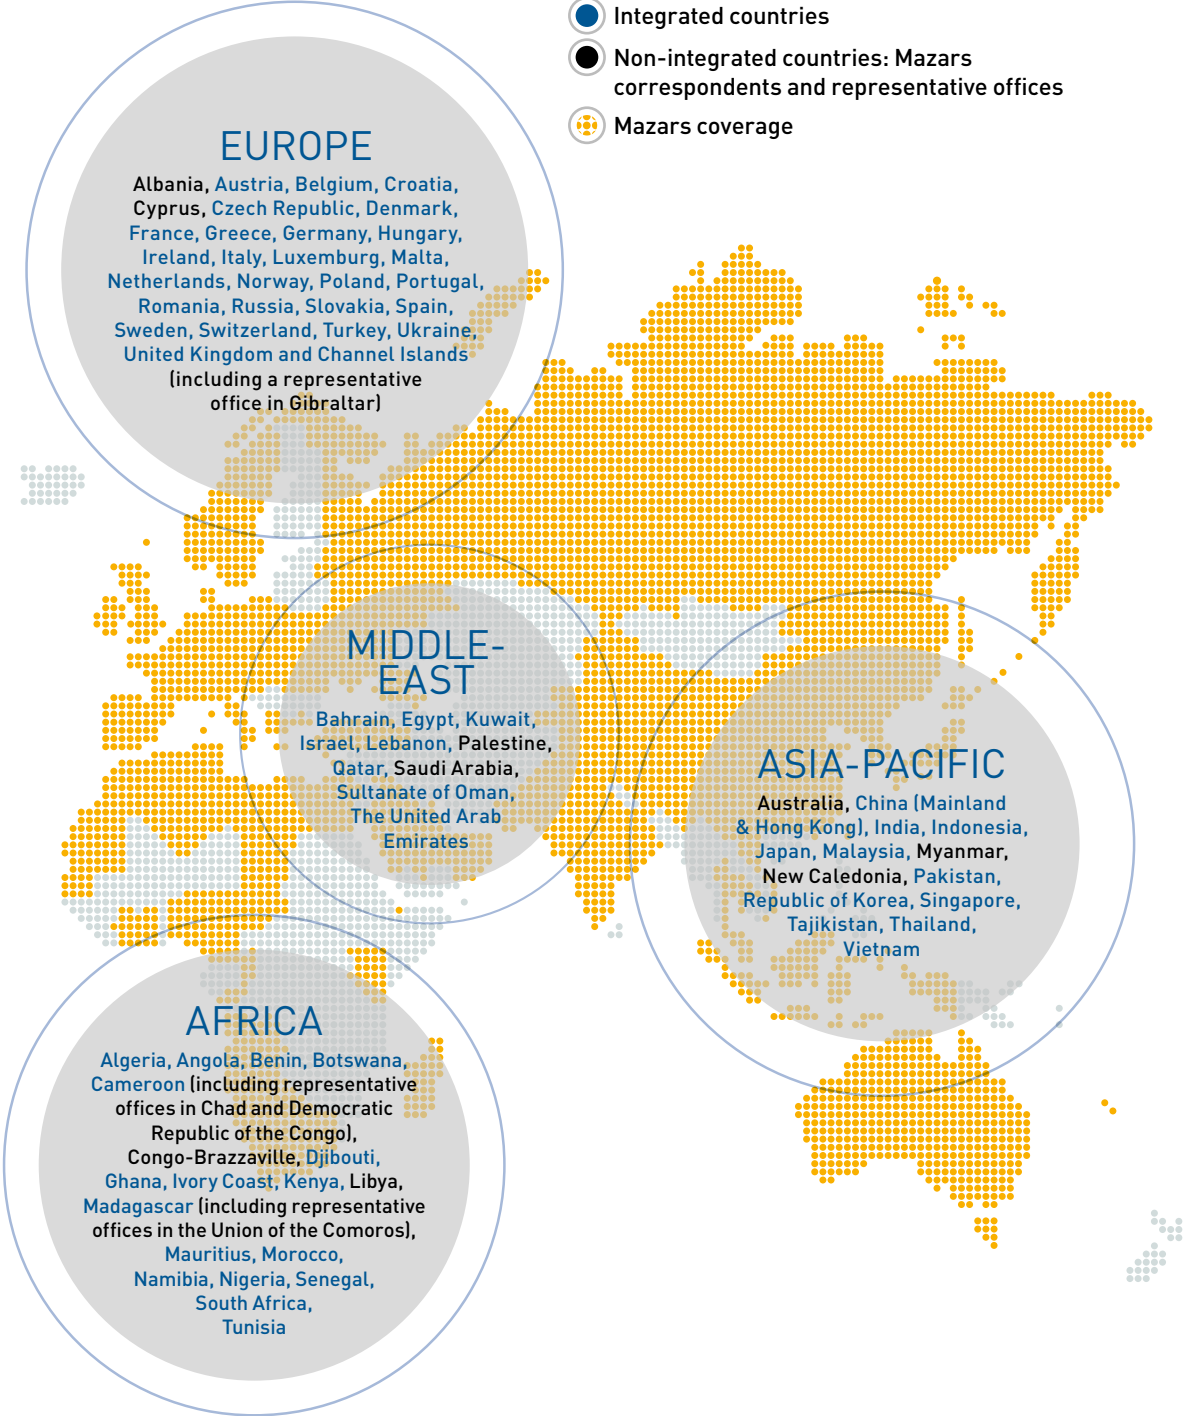 Integrated countries
Non-integrated countries: Mazars
correspondents and representative offices
Mazars coverage
EUROPE
Albania, Austria, Belgium, Croatia,
Cyprus, Czech Republic, Denmark,
France, Greece, Germany, Hungary,
Ireland, Italy, Luxemburg, Malta,
Netherlands, Norway, Poland, Portugal,
Romania, Russia, Slovakia, Spain,
Sweden, Switzerland, Turkey, Ukraine,
United Kingdom and Channel Islands
(including a representative
office in Gibraltar)
MIDDLE-
EAST
Bahrain, Egypt, Kuwait,
Israel, Lebanon, Palestine,
Qatar, Saudi Arabia,
Sultanate of Oman,
The United Arab
Emirates
ASIA-PACIFIC
Australia, China (Mainland
& Hong Kong), India, Indonesia,
Japan, Malaysia, Myanmar,
New Caledonia, Pakistan,
Republic of Korea, Singapore,
Tajikistan, Thailand,
Vietnam
AFRICA
Algeria, Angola, Benin, Botswana,
Cameroon (including representative
offices in Chad and Democratic
Republic of the Congo),
Congo-Brazzaville, Djibouti,
Ghana, Ivory Coast, Kenya, Libya,
Madagascar (including representative
offices in the Union of the Comoros),
Mauritius, Morocco,
Namibia, Nigeria, Senegal,
South Africa,
Tunisia